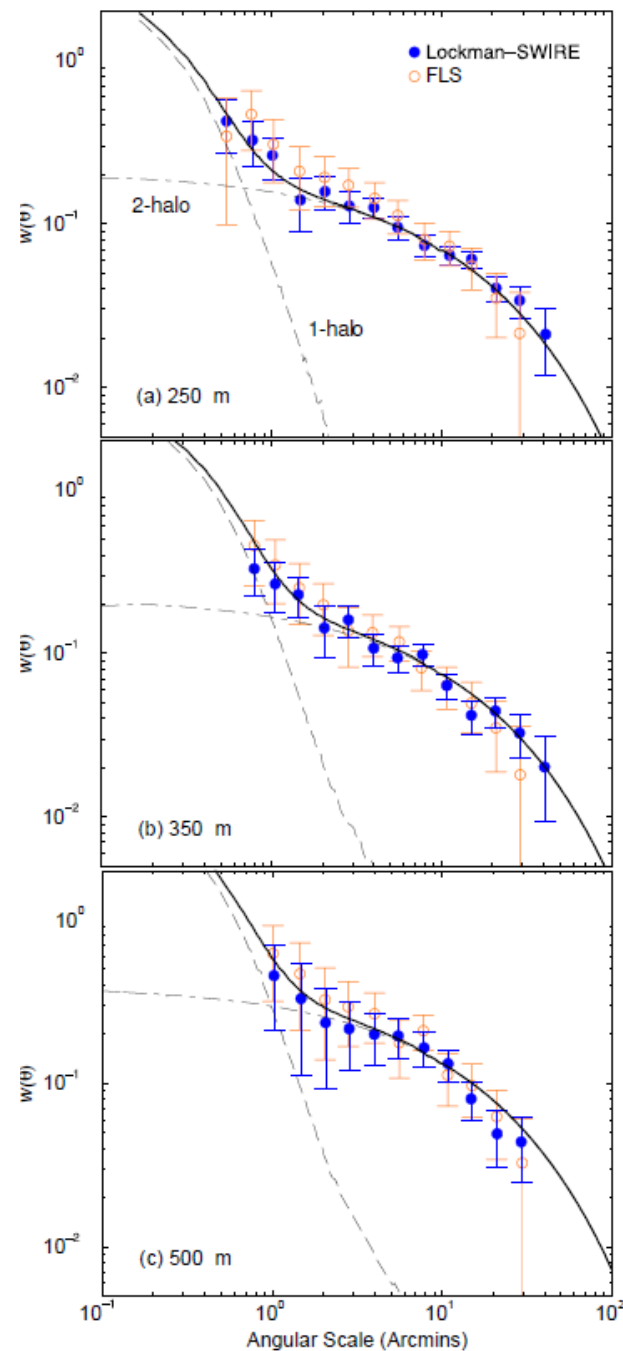 Lockman–SWIRE
FLS
10⁰
10⁻¹
10⁻²
w(θ)
2-halo
1-halo
(a) 250 m
10⁰
10⁻¹
10⁻²
w(θ)
(b) 350 m
10⁰
10⁻¹
10⁻²
w(θ)
(c) 500 m
10⁻¹ 10⁰ 10¹ 10²
Angular Scale (Arcmins)